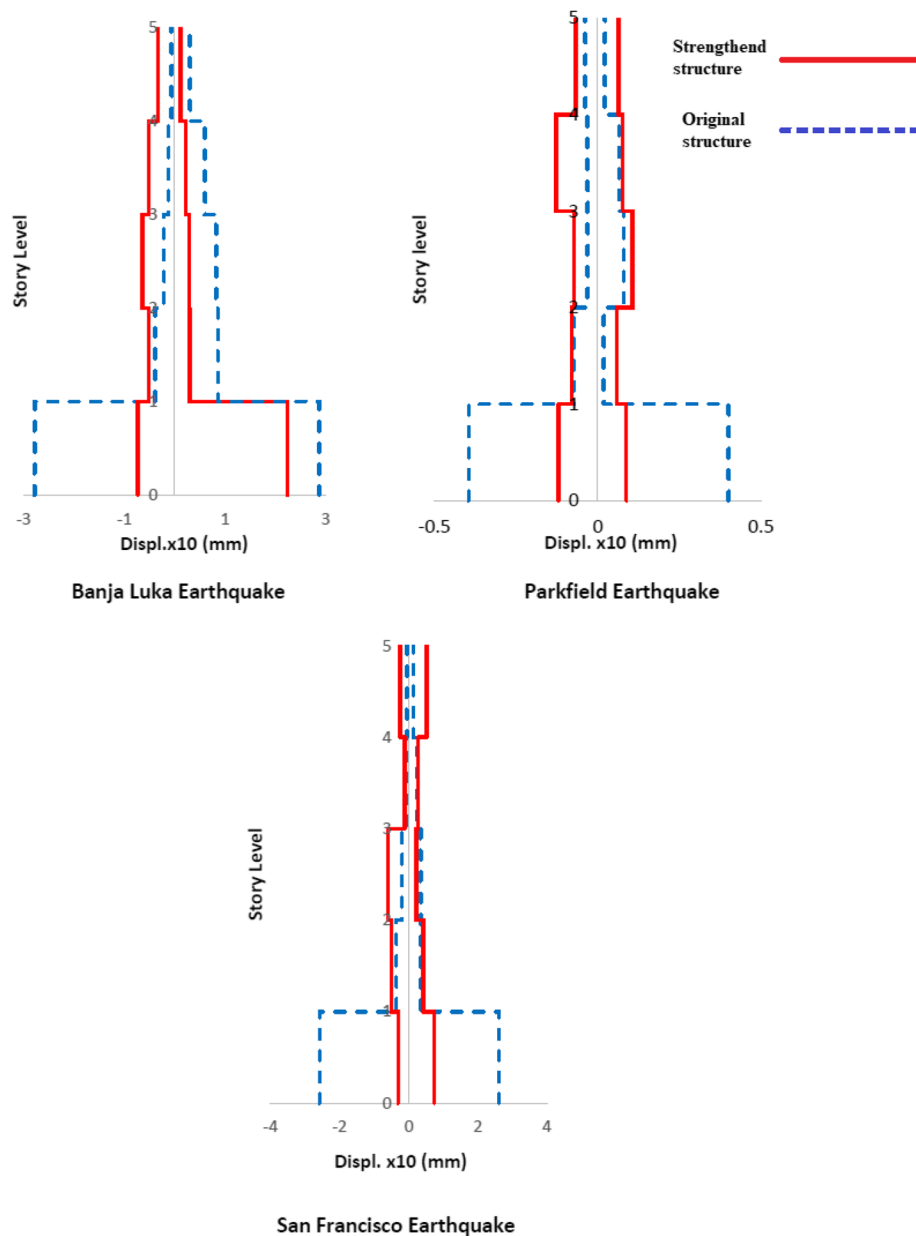 5
4
3
2
1
0
Story Level
-3
-1
1
3
Displ.x10 (mm)
Banja Luka Earthquake
5
4
3
2
1
0
Story level
-0.5
0
0.5
Displ. x10 (mm)
Parkfield Earthquake
Strengthend
structure
Original
structure
5
4
3
2
1
0
Story Level
-4
-2
0
2
4
Displ. x10 (mm)
San Francisco Earthquake